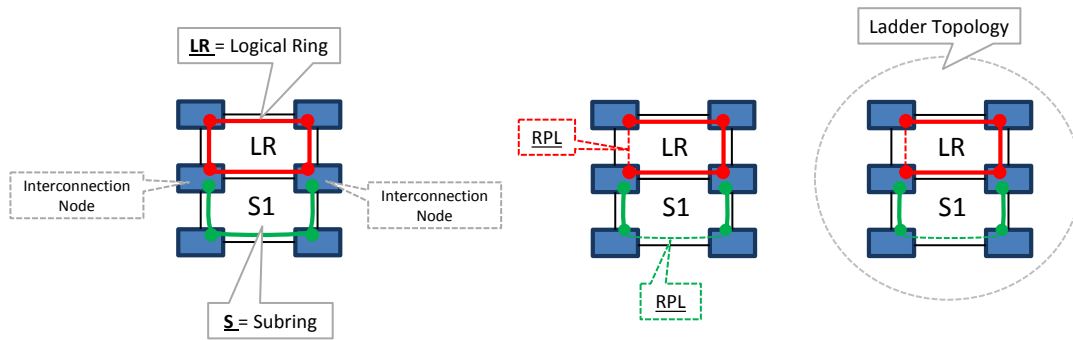 LR = Logical Ring
LR
Interconnection
Node
Interconnection
Node
S1
S = Subring
RPL
LR
S1
RPL
Ladder Topology
LR
S1